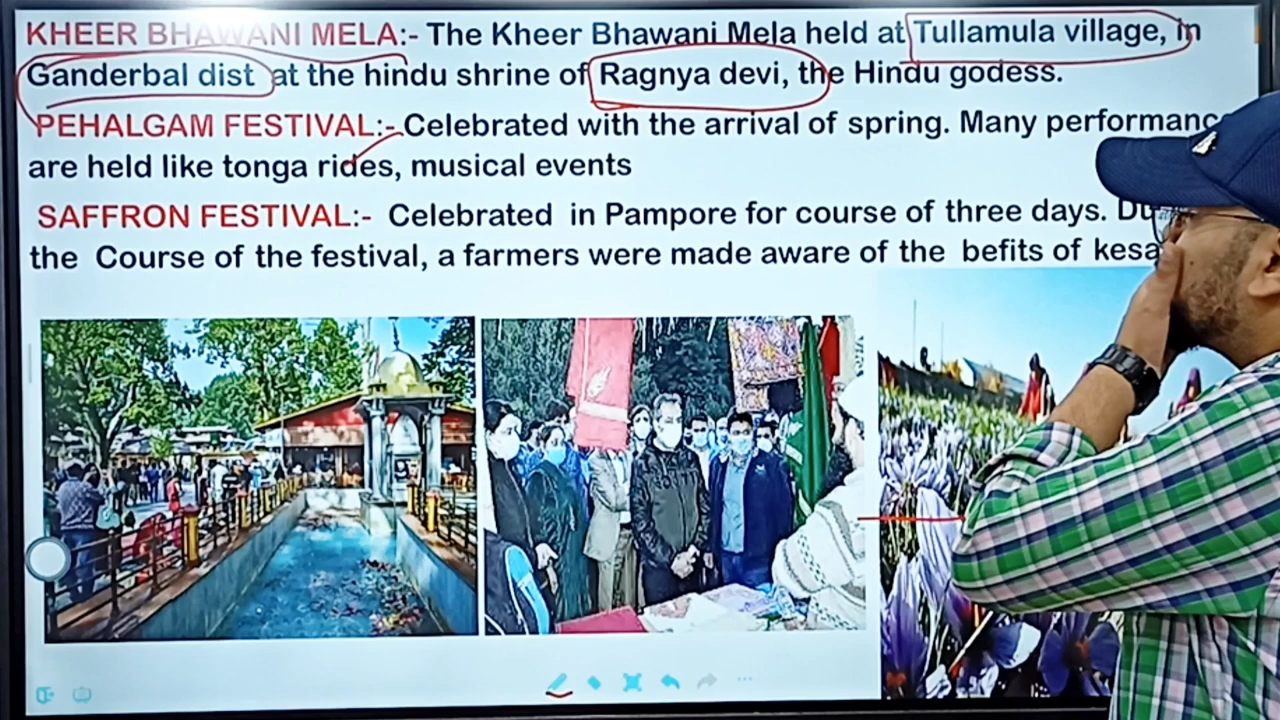 KHEER BHAWANI MELA:- The Kheer Bhawani Mela held at Tullamula village, in
Ganderbal dist at the hindu shrine of Ragnya devi, the Hindu godess.
PEHALGAM FESTIVAL:- Celebrated with the arrival of spring. Many
are held like tonga rides, musical events
SAFFRON FESTIVAL:- Celebrated in Pampore for course of three days.
the Course of the festival, a farmers were made aware of the befits of